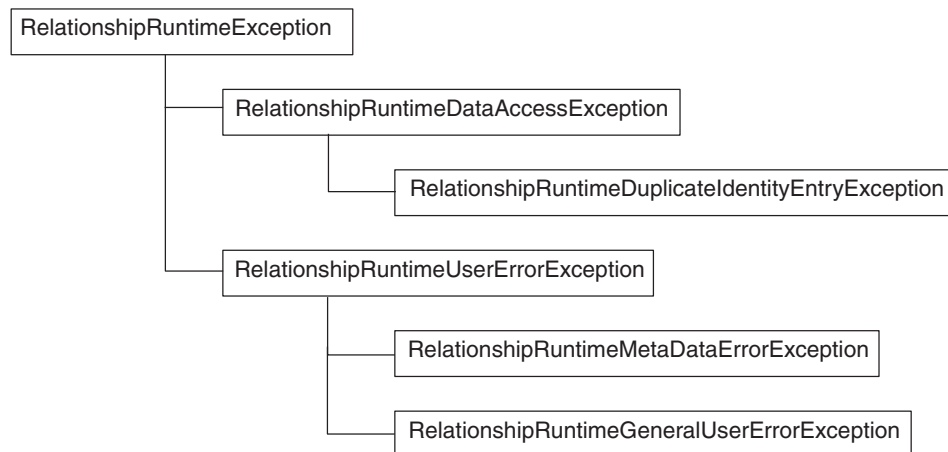 RelationshipRuntimeException
RelationshipRuntimeDataAccessException
RelationshipRuntimeDuplicateIdentityEntryException
RelationshipRuntimeUserErrorException
RelationshipRuntimeMetaDataErrorException
RelationshipRuntimeGeneralUserErrorException